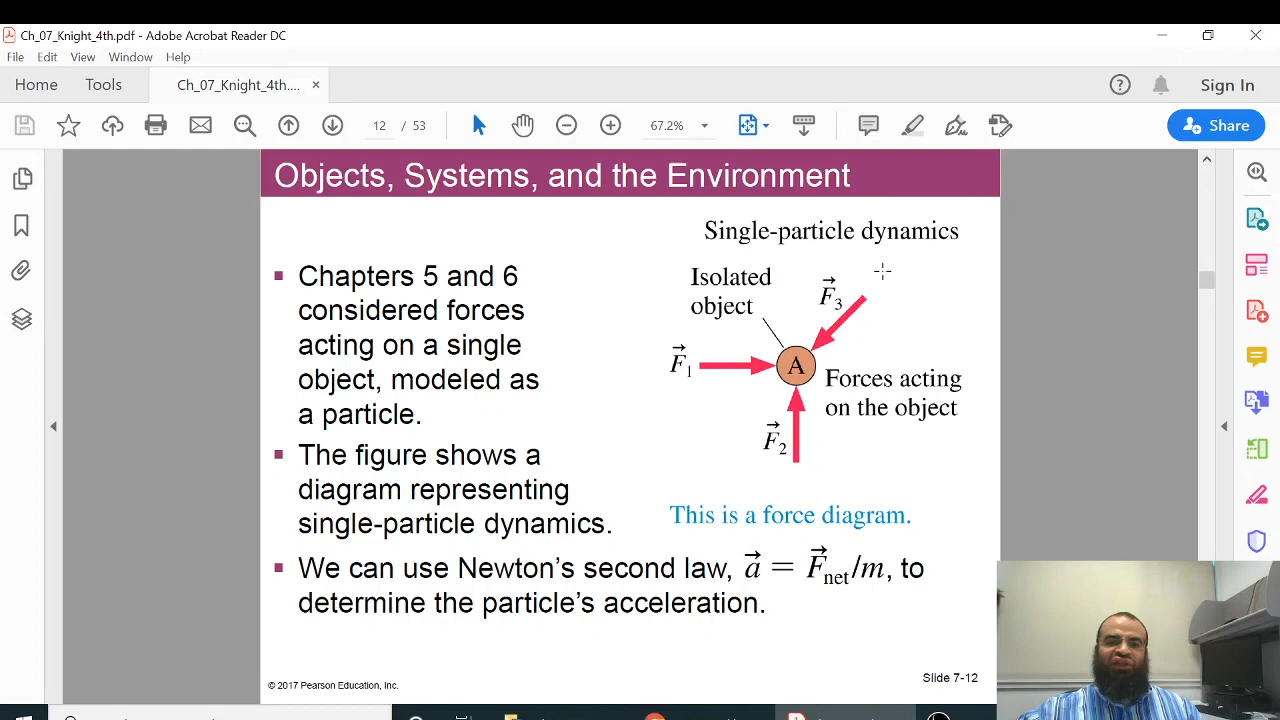 Ch_07_Knight_4th.pdf - Adobe Acrobat Reader DC
File Edit View Window Help
Home Tools Ch_07_Knight_4th.... × Sign In
12 / 53 67.2% Share
Objects, Systems, and the Environment
Single-particle dynamics
Isolated
object
F⃗3
F⃗1
A
Forces acting
on the object
F⃗2
This is a force diagram.
▪ Chapters 5 and 6
considered forces
acting on a single
object, modeled as
a particle.
▪ The figure shows a
diagram representing
single-particle dynamics.
▪ We can use Newton’s second law, a⃗ = F⃗net/m, to
determine the particle’s acceleration.
© 2017 Pearson Education, Inc.
Slide 7-12